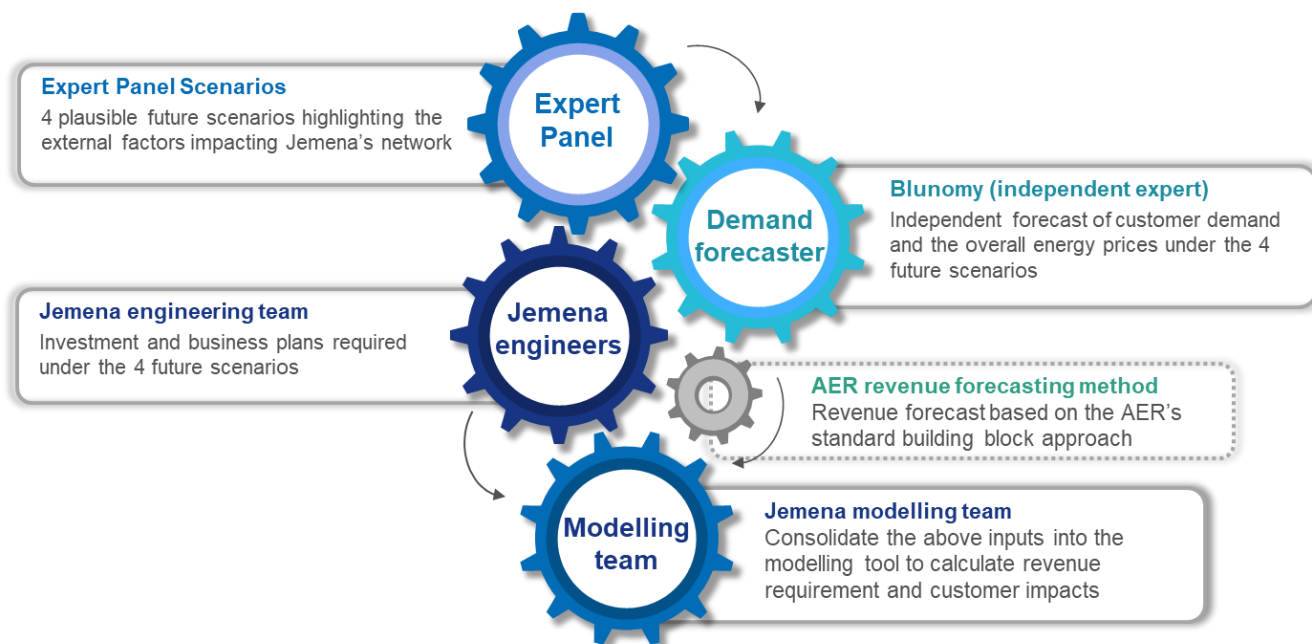 Expert Panel Scenarios
4 plausible future scenarios highlighting the
external factors impacting Jemena's network
Expert
Panel
Blunomy (independent expert)
Independent forecast of customer demand
and the overall energy prices under the 4
future scenarios
Demand
forecaster
Jemena engineering team
Investment and business plans required
under the 4 future scenarios
Jemena
engineers
AER revenue forecasting method
Revenue forecast based on the AER's
standard building block approach
Modelling
team
Jemena modelling team
Consolidate the above inputs into the
modelling tool to calculate revenue
requirement and customer impacts